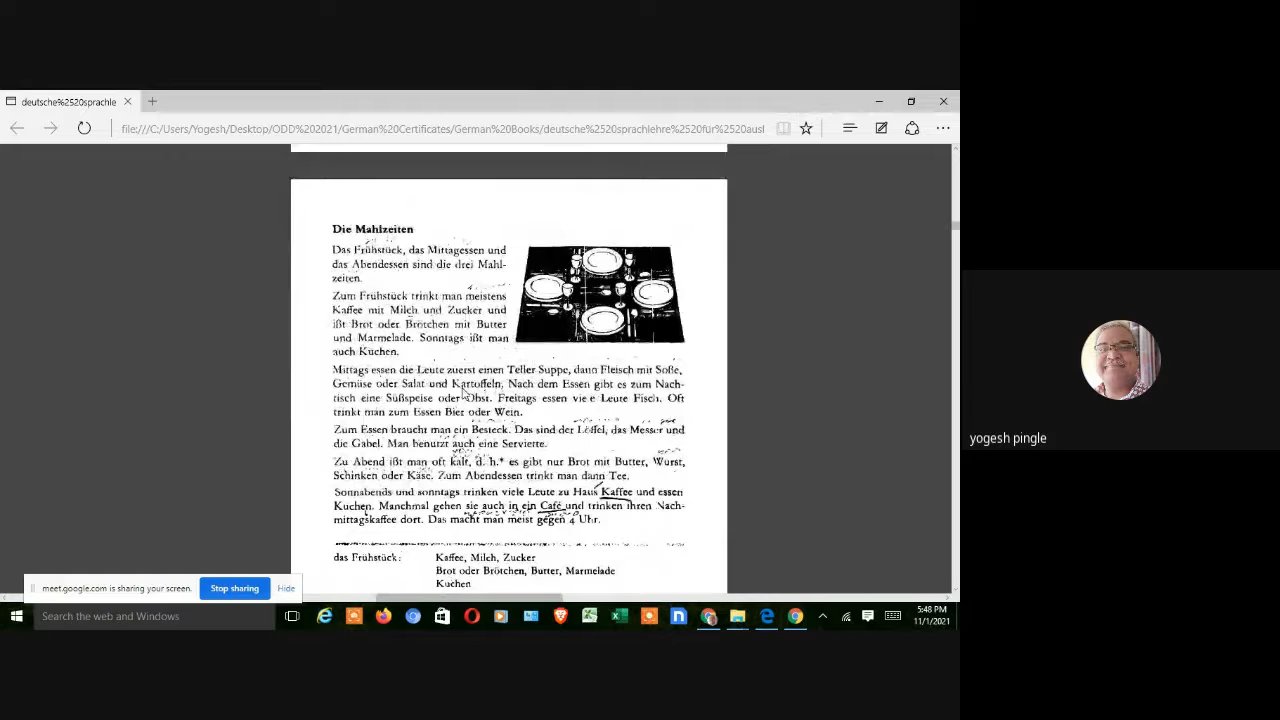 deutsche%2520sprachle
file:///C:/Users/Yogesh/Desktop/ODD%202021/German%20Certificates/German%20Books/deutsche%2520sprachlehre%2520für%2520ausl
Die Mahlzeiten
Das Frühstück, das Mittagessen und
das Abendessen sind die drei Mahl-
zeiten.
Zum Frühstück trinkt man meistens
Kaffee mit Milch und Zucker und
ißt Brot oder Brötchen mit Butter
und Marmelade. Sonntags ißt man
auch Kuchen.
Mittags essen die Leute zuerst einen Teller Suppe, dann Fleisch mit Soße,
Gemüse oder Salat und Kartoffeln. Nach dem Essen gibt es zum Nach-
tisch eine Süßspeise oder Obst. Freitags essen viele Leute Fisch. Oft
trinkt man zum Essen Bier oder Wein.
Zum Essen braucht man ein Besteck. Das sind der Löffel, das Messer und
die Gabel. Man benutzt auch eine Serviette.
Zu Abend ißt man oft kalt, d. h.* es gibt nur Brot mit Butter, Wurst,
Schinken oder Käse. Zum Abendessen trinkt man dann Tee.
Sonnabends und sonntags trinken viele Leute zu Haus Kaffee und essen
Kuchen. Manchmal gehen sie auch in ein Café und trinken ihren Nach-
mittagskaffee dort. Das macht man meist gegen 4 Uhr.
das Frühstück: Kaffee, Milch, Zucker
Brot oder Brötchen, Butter, Marmelade
Kuchen
meet.google.com is sharing your screen.
Stop sharing
Hide
Search the web and Windows
5:48 PM
11/1/2021
yogesh pingle